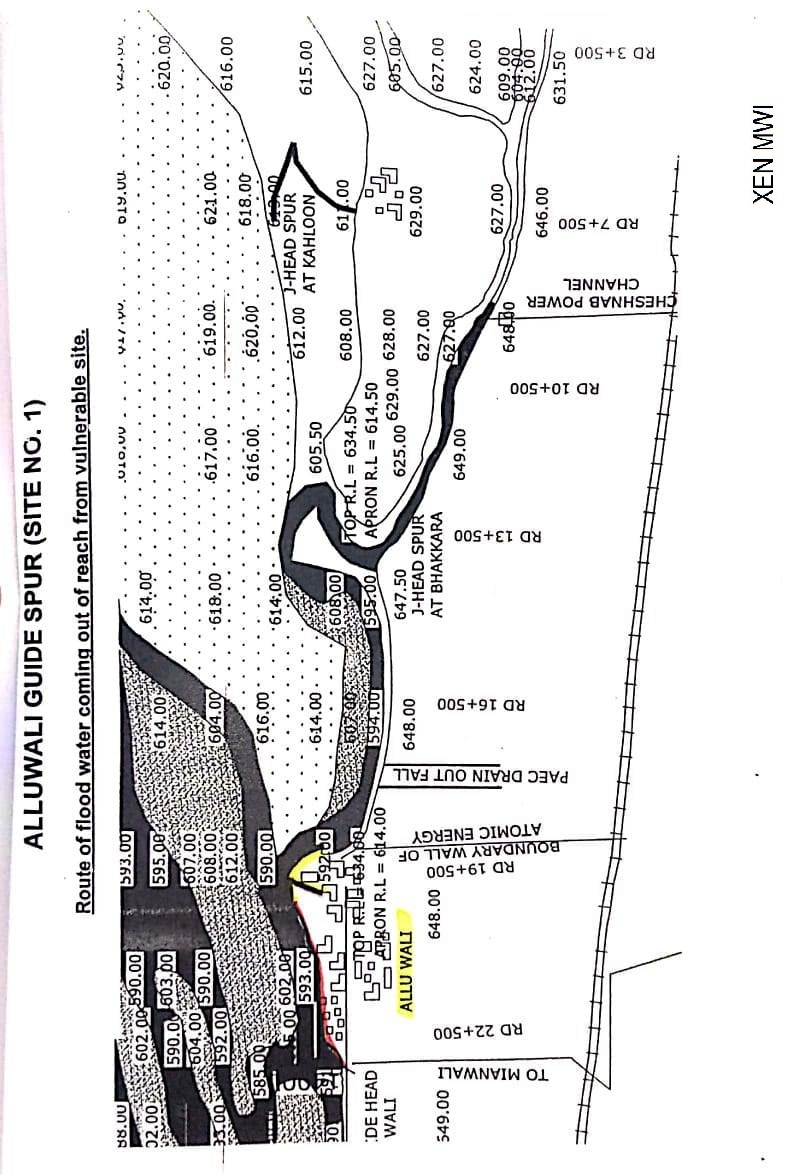 ALLUWALI GUIDE SPUR (SITE NO. 1)
Route of flood water coming out of reach from vulnerable site.
593.00
602.00 590.00 614.00
590.00 603.00 595.00 614.00 620.00
604.00 590.00 607.00
592.00 608.00 604.00 618.00 617.00 619.00 621.00 616.00
612.00
616.00 620.00 618.00
585.00 590.00 616.00
602.00 614.00 612.00
593.00 614.00 605.50 615.00
J-HEAD SPUR
AT KAHLOON
592.00 608.00 608.00
TOP R.L = 634.50
594.00 595.00 APRON R.L = 614.50 627.00
APRON R.L = 614.00
629.00 628.00 605.00
ALLU WALI
648.00 647.50 625.00 629.00
J-HEAD SPUR
AT BHAKKARA
627.00 627.00
648.00 649.00 627.00 624.00
648.00 627.00 609.00
604.00
612.00
646.00 631.50
WALI
TO MIANWALI
RD 22+500
RD 19+500
BOUNDARY WALL OF
ATOMIC ENERGY
PAEC DRAIN OUT FALL
RD 16+500
RD 13+500
RD 10+500
CHESHNAB POWER
CHANNEL
RD 7+500
RD 3+500
XEN MWI